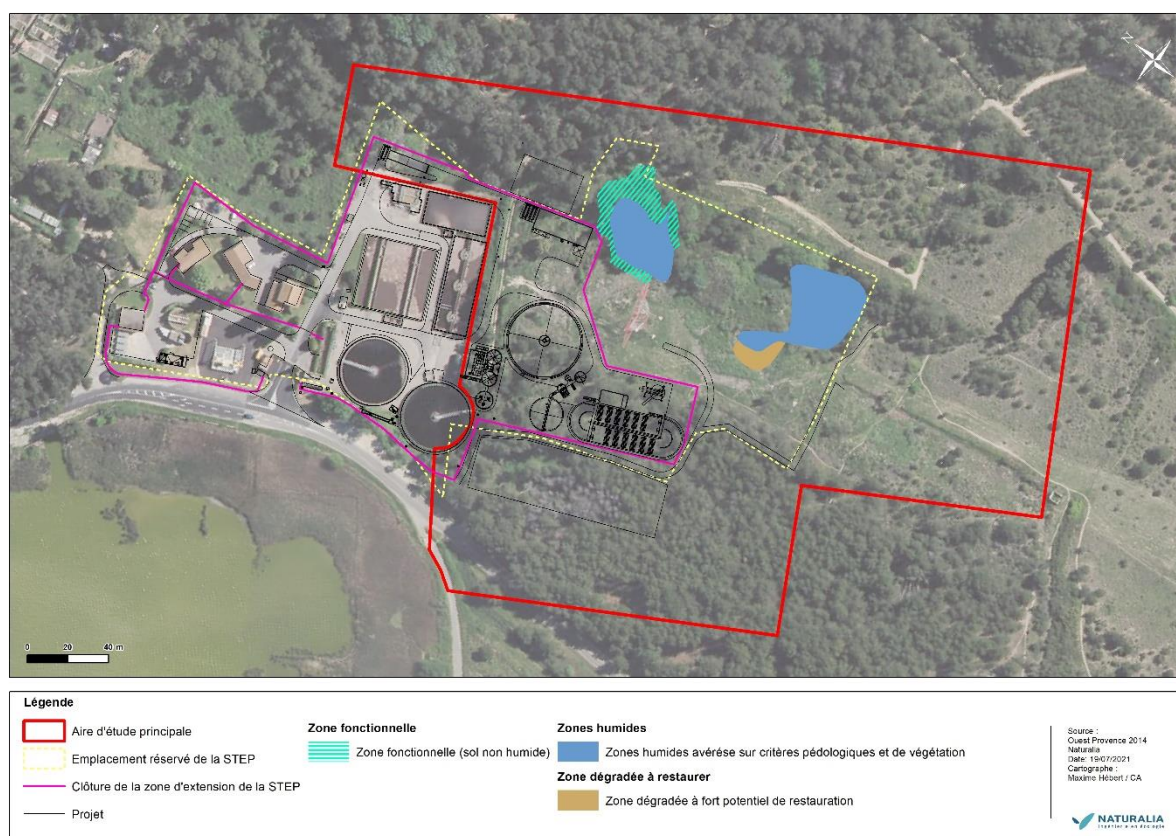 N
0 20 40 m
Légende
Aire d'étude principale
Emplacement réservé de la STEP
Clôture de la zone d'extension de la STEP
Projet
Zone fonctionnelle
Zone fonctionnelle (sol non humide)
Zones humides
Zones humides avérése sur critères pédologiques et de végétation
Zone dégradée à restaurer
Zone dégradée à fort potentiel de restauration
Source :
Ouest Provence 2014
Naturalia
Date: 19/07/2021
Cartographe :
Maxime Hébert / CA
NATURALIA